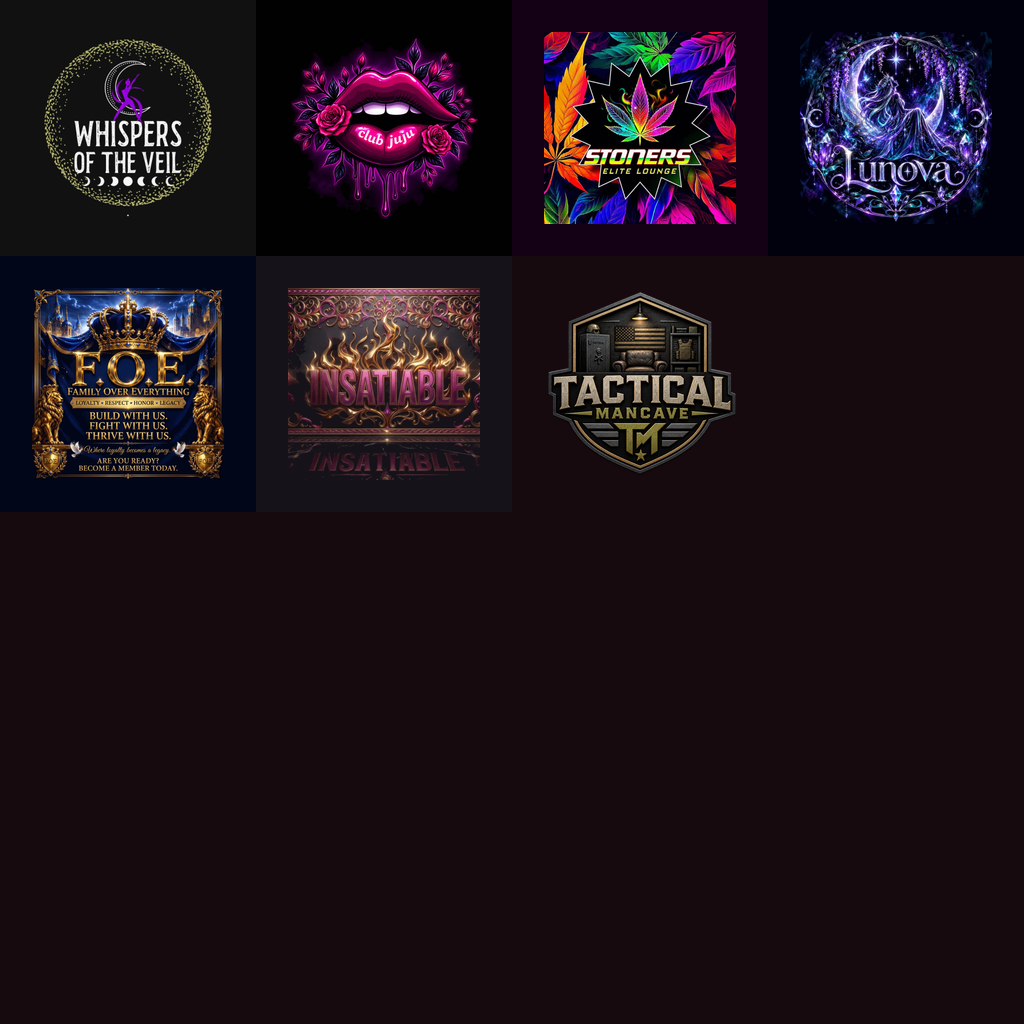 WHISPERS
OF THE VEIL
club juju
STONERS
ELITE LOUNGE
Lunova
F.O.E.
FAMILY OVER EVERYTHING
LOYALTY • RESPECT • HONOR • LEGACY
BUILD WITH US.
FIGHT WITH US.
THRIVE WITH US.
Where loyalty becomes a legacy.
ARE YOU READY?
BECOME A MEMBER TODAY.
INSATIABLE
INSATIABLE
TACTICAL
MANCAVE
TM